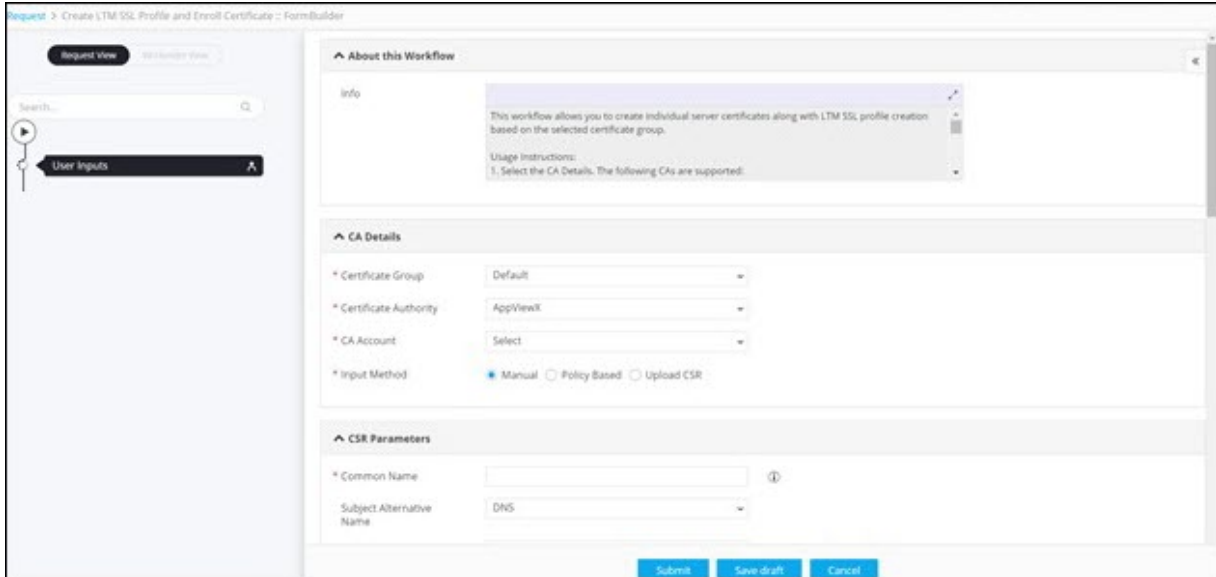 Request > Create LTM SSL Profile and Enroll Certificate :: FormBuilder
Request View
Search...
User Inputs
About this Workflow
Info
This workflow allows you to create individual server certificates along with LTM SSL profile creation
based on the selected certificate group.
Usage Instructions:
1. Select the CA Details. The following CAs are supported:
CA Details
* Certificate Group
Default
* Certificate Authority
AppViewX
* CA Account
Select
* Input Method
Manual
Policy Based
Upload CSR
CSR Parameters
* Common Name
Subject Alternative
Name
DNS
Submit
Save draft
Cancel